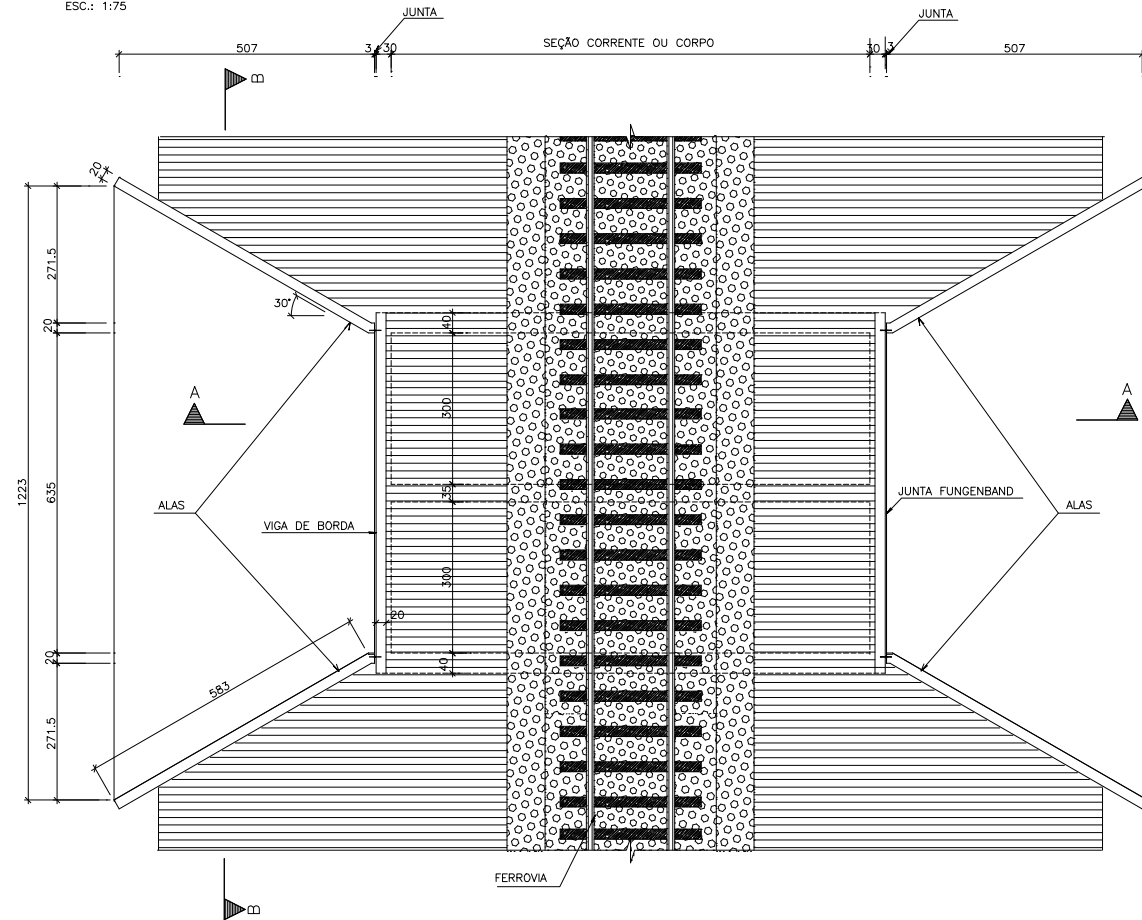 ESC.: 1:75
JUNTA
JUNTA
507
3
30
SEÇÃO CORRENTE OU CORPO
30
3
507
B
20
271.5
30°
20
40
A
A
300
1223
635
35
ALAS
JUNTA FUNGENBAND
ALAS
VIGA DE BORDA
300
20
20
40
583
271.5
FERROVIA
B